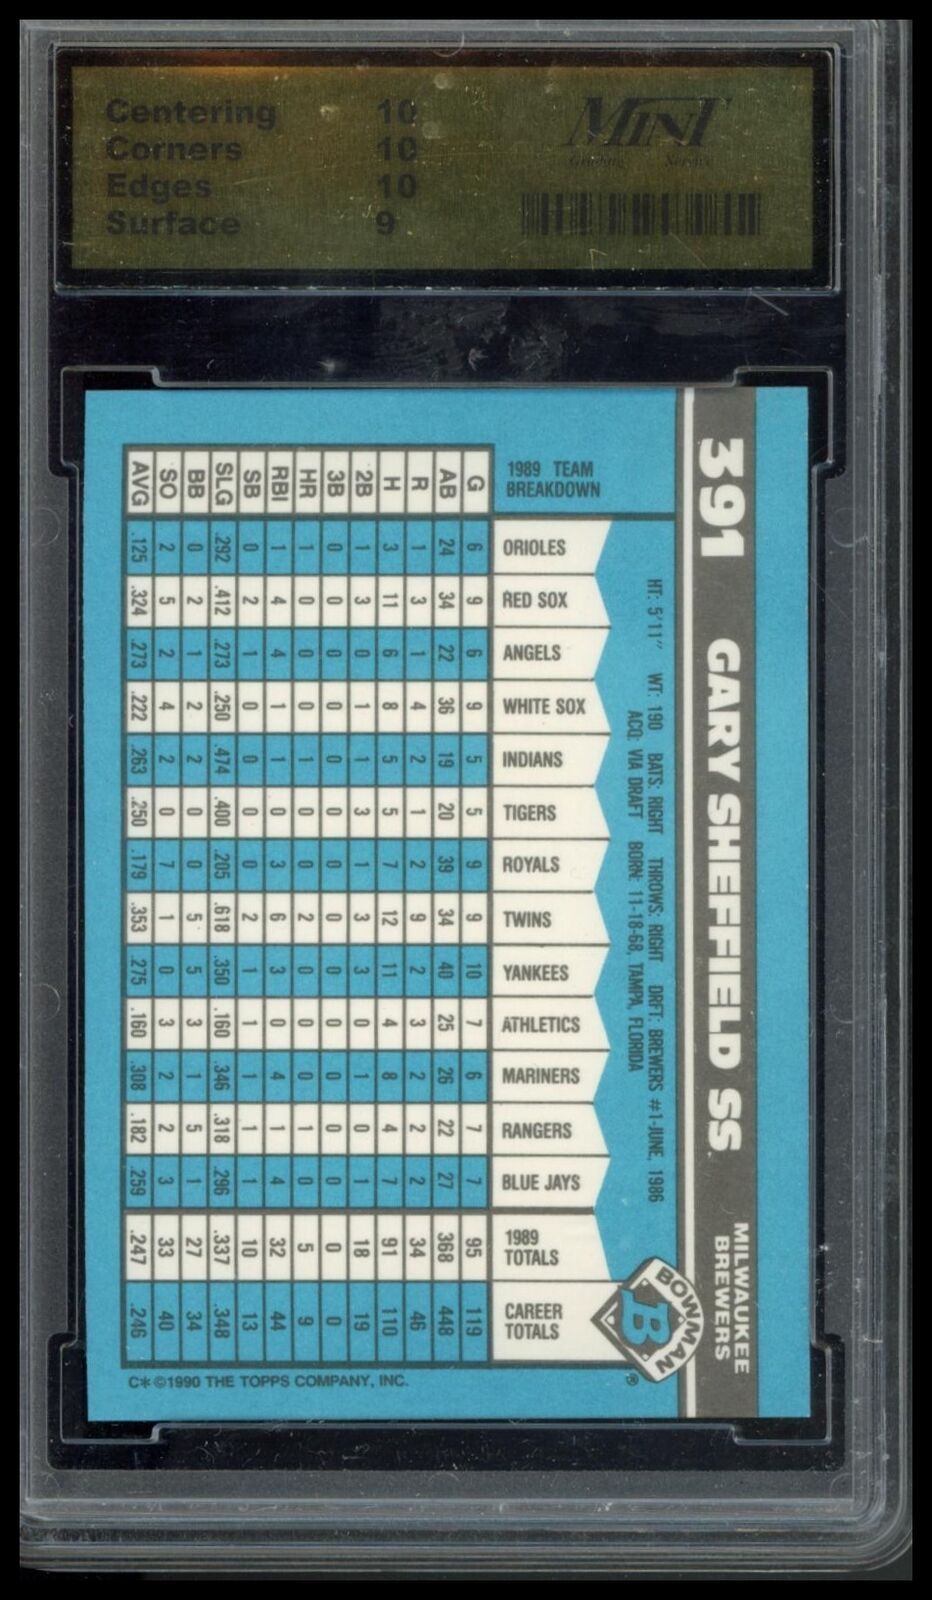 Centering 10
Corners 10
Edges 10
Surface 9
MINT
Grading Service
391 GARY SHEFFIELD SS
MILWAUKEE
BREWERS
HT: 5'11" WT: 190 BATS: RIGHT THROWS: RIGHT DRFT: BREWERS #1-JUNE, 1986
ACQ: VIA DRAFT BORN: 11-18-68, TAMPA, FLORIDA
1989 TEAM
BREAKDOWN
G AB R H 2B 3B HR RBI SB SLG BB SO AVG
ORIOLES 6 24 1 3 1 0 1 1 0 .292 0 2 .125
RED SOX 9 34 3 11 3 0 0 4 2 .412 2 5 .324
ANGELS 6 22 1 6 0 0 0 4 1 .273 1 2 .273
WHITE SOX 9 36 4 8 1 0 0 1 0 .250 2 4 .222
INDIANS 5 19 2 5 1 0 1 1 0 .474 2 2 .263
TIGERS 5 20 1 5 3 0 0 0 0 .400 0 0 .250
ROYALS 9 39 2 7 1 0 0 3 0 .205 0 7 .179
TWINS 9 34 9 12 3 0 2 6 2 .618 5 1 .353
YANKEES 10 40 2 11 3 0 0 3 1 .350 5 0 .275
ATHLETICS 7 25 3 4 0 0 0 0 1 .160 3 3 .160
MARINERS 6 26 2 8 1 0 0 4 1 .346 1 2 .308
RANGERS 7 22 2 4 0 0 1 1 1 .318 5 2 .182
BLUE JAYS 7 27 2 7 1 0 0 4 1 .296 1 3 .259
1989
TOTALS 95 368 34 91 18 0 5 32 10 .337 27 33 .247
CAREER
TOTALS 119 448 46 110 19 0 9 44 13 .348 34 40 .246
BOWMAN
B
®
C* © 1990 THE TOPPS COMPANY, INC.